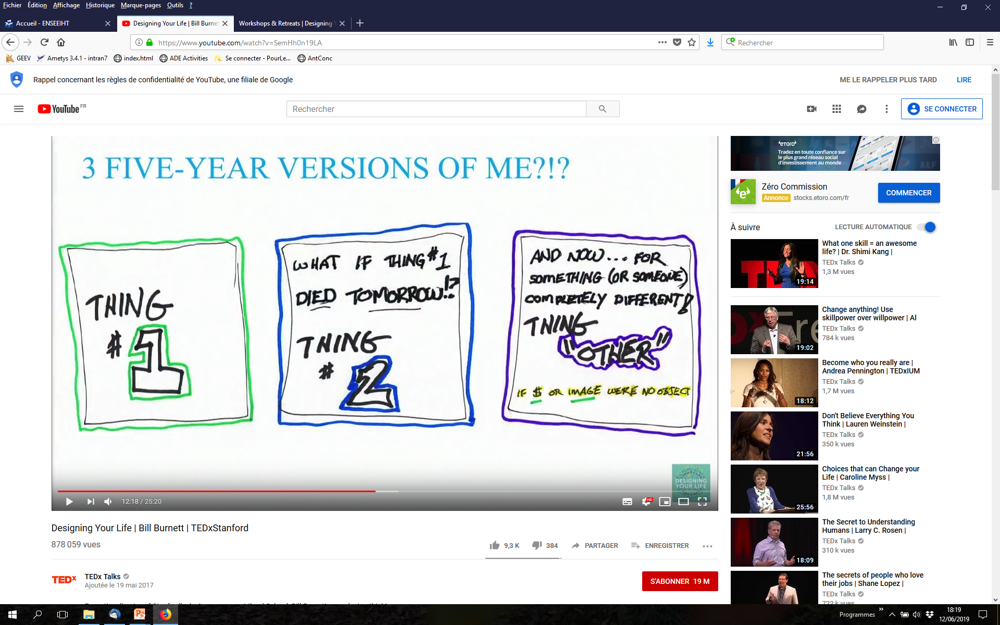 Fichier Édition Affichage Historique Marque-pages Outils ?
Accueil - ENSEEIHT
Designing Your Life | Bill Burnet
Workshops & Retreats | Designing
https://www.youtube.com/watch?v=SemHh0n19LA
Rechercher
GEEV Ametys 3.4.1 - intran7 index.html ADE Activities Se connecter - PourLe... AntConc
Rappel concernant les règles de confidentialité de YouTube, une filiale de Google
ME LE RAPPELER PLUS TARD LIRE
YouTube FR
Rechercher
SE CONNECTER
3 FIVE-YEAR VERSIONS OF ME?!?
THING
# 1
WHAT IF THING #1
DIED TOMORROW!?
THING
# 2
AND NOW... FOR
SOMETHING (OR SOMEONE)
COMPLETELY DIFFERENT!
THING
"OTHER"
IF $ OR IMAGE WERE NO OBJECT
DESIGNING
YOUR LIFE
12:18 / 25:20
HD
Designing Your Life | Bill Burnett | TEDxStanford
878 059 vues
9,3 K 384 PARTAGER ENREGISTRER
TEDx
TEDx Talks
Ajoutée le 19 mai 2017
S'ABONNER 19 M
eToro
Tradez en toute confiance sur
le plus grand réseau social
d'investissement au monde
Zéro Commission
Annonce stocks.etoro.com/fr
COMMENCER
À suivre
LECTURE AUTOMATIQUE
19:14
What one skill = an awesome
life? | Dr. Shimi Kang |
TEDx Talks
1,3 M vues
19:02
Change anything! Use
skillpower over willpower | Al
TEDx Talks
784 k vues
18:12
Become who you really are |
Andrea Pennington | TEDxIUM
TEDx Talks
1,7 M vues
21:56
Don't Believe Everything You
Think | Lauren Weinstein |
TEDx Talks
350 k vues
25:56
Choices that can Change your
Life | Caroline Myss |
TEDx Talks
1,8 M vues
18:09
The Secret to Understanding
Humans | Larry C. Rosen |
TEDx Talks
310 k vues
The secrets of people who love
their jobs | Shane Lopez |
TEDx Talks
722 k vues
Programmes
18:19
12/06/2019